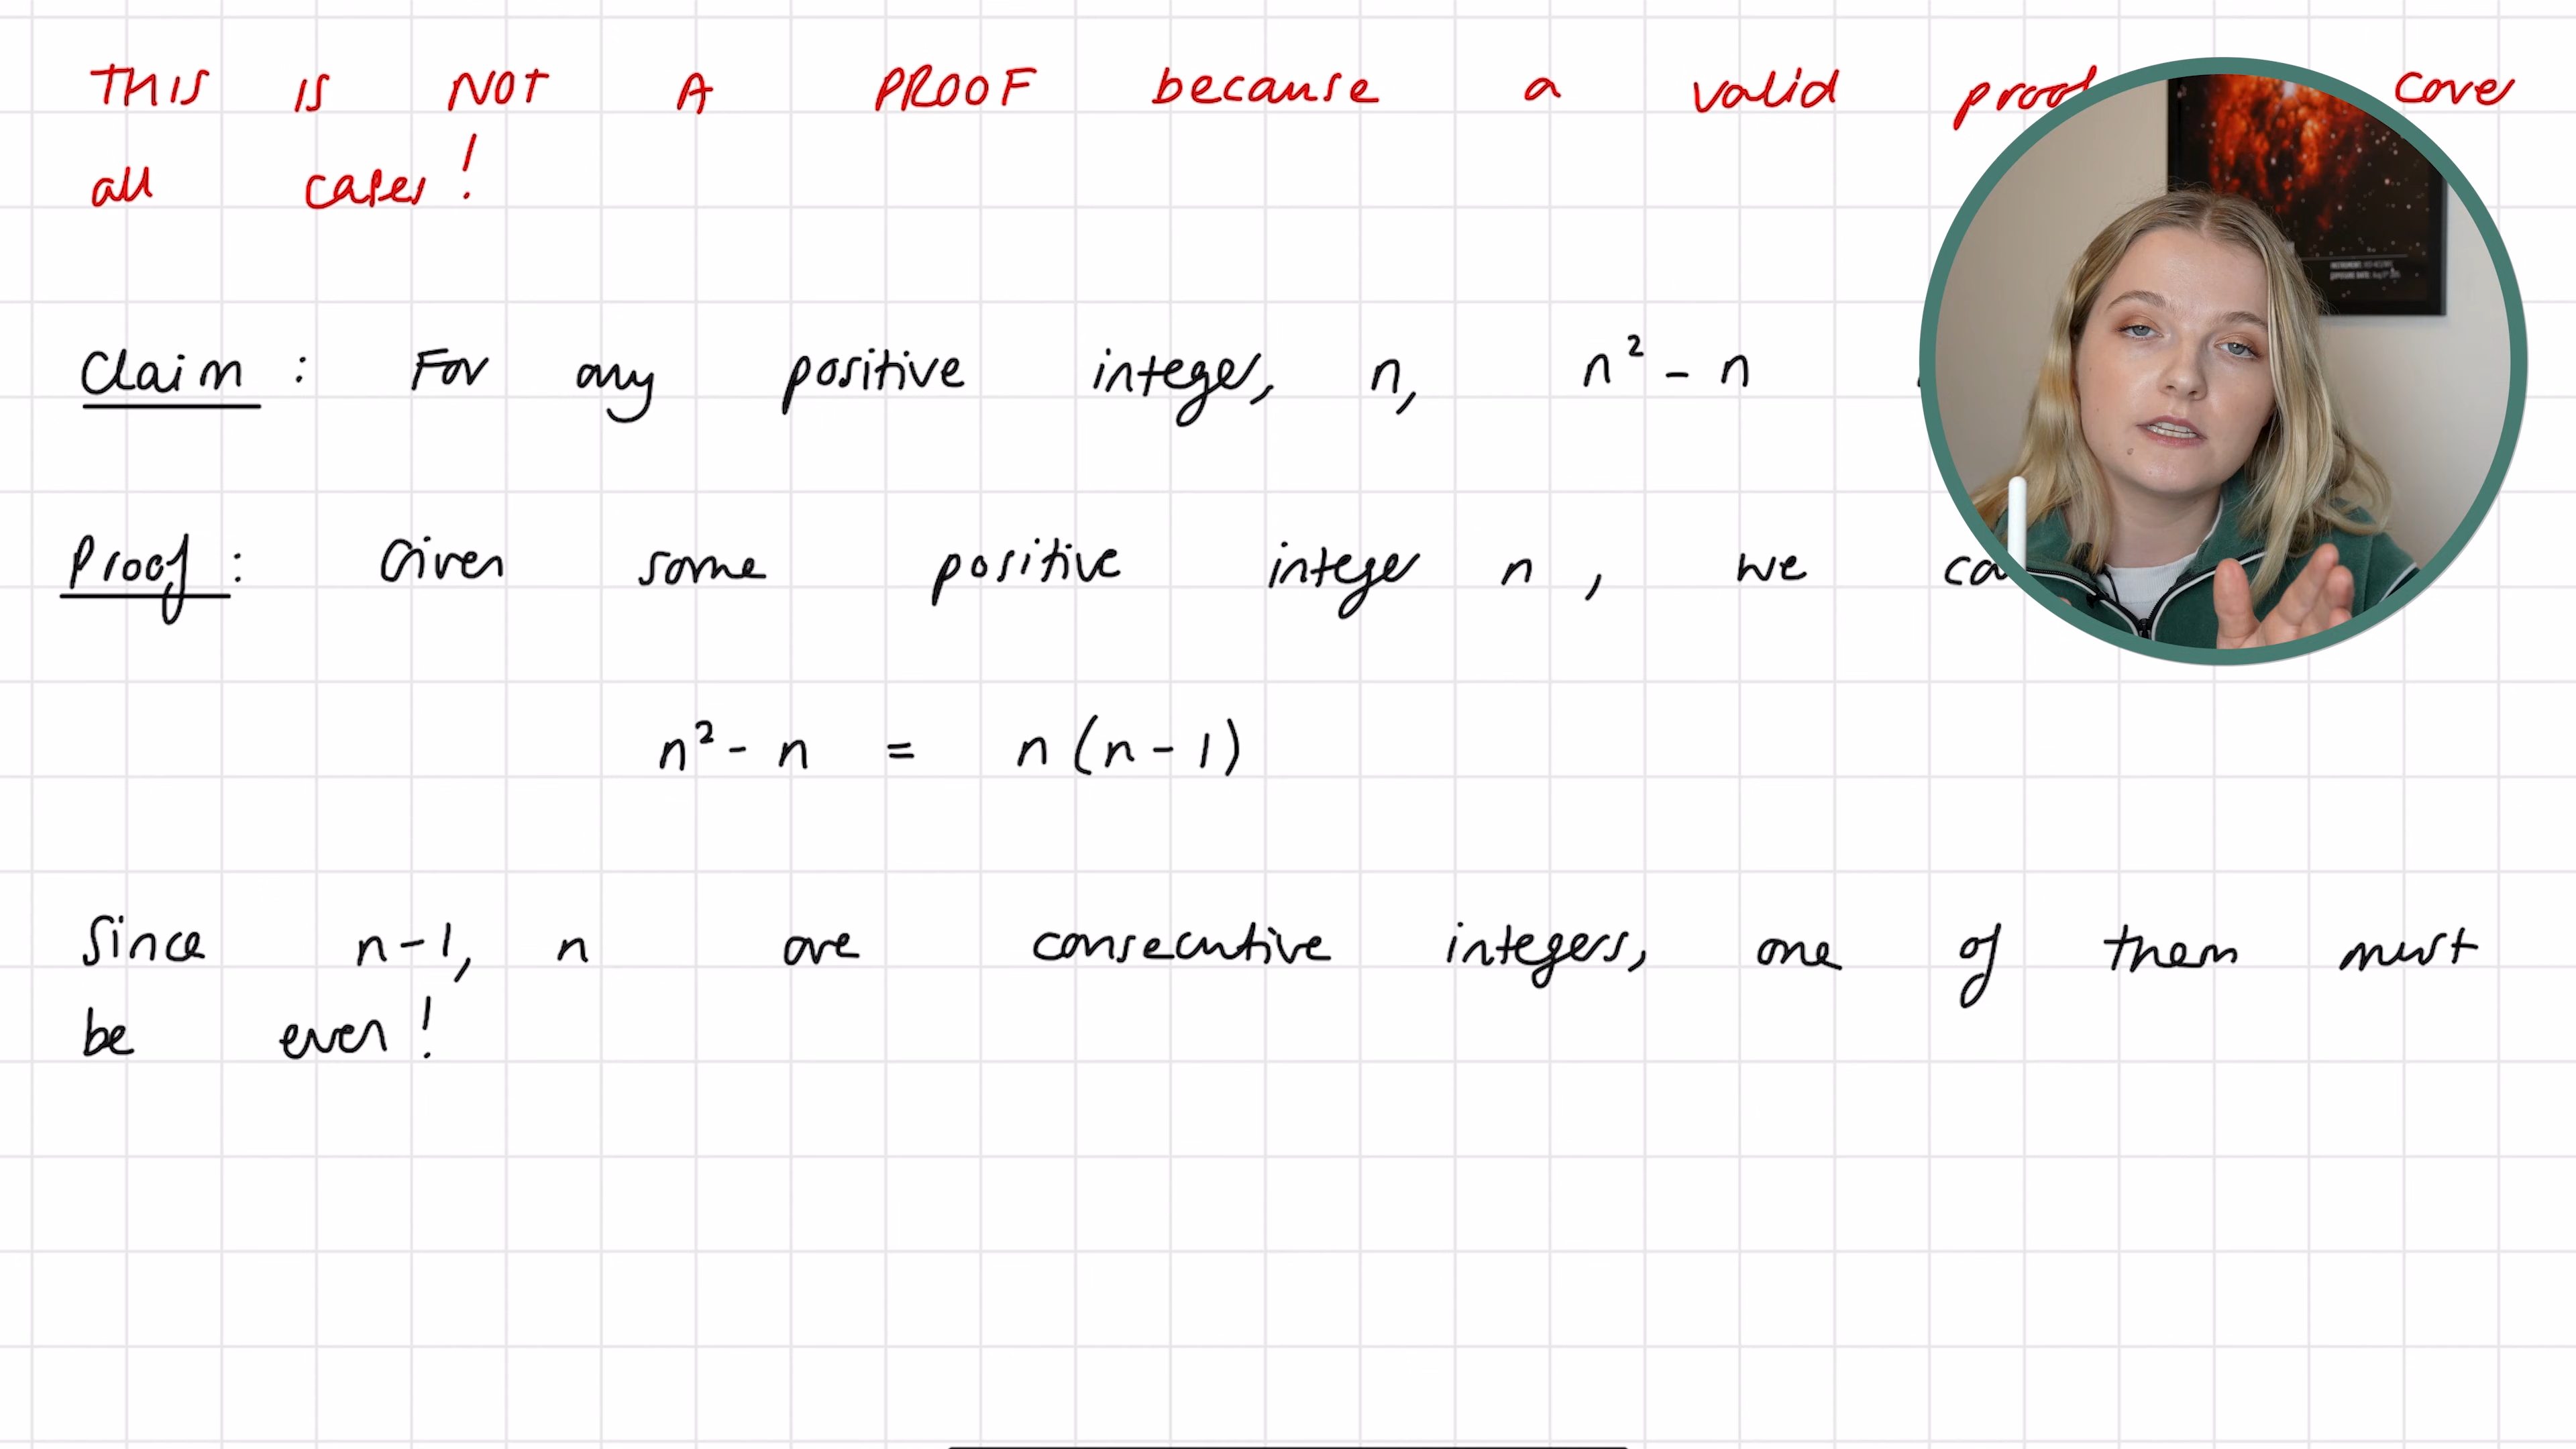 THIS IS NOT A PROOF because a valid proof cove
all cases!
Claim : For any positive integer, n, n² - n
Proof : Given some positive integer n, we ca
n² - n = n (n - 1)
Since n-1, n are consecutive integers, one of them must
be even!